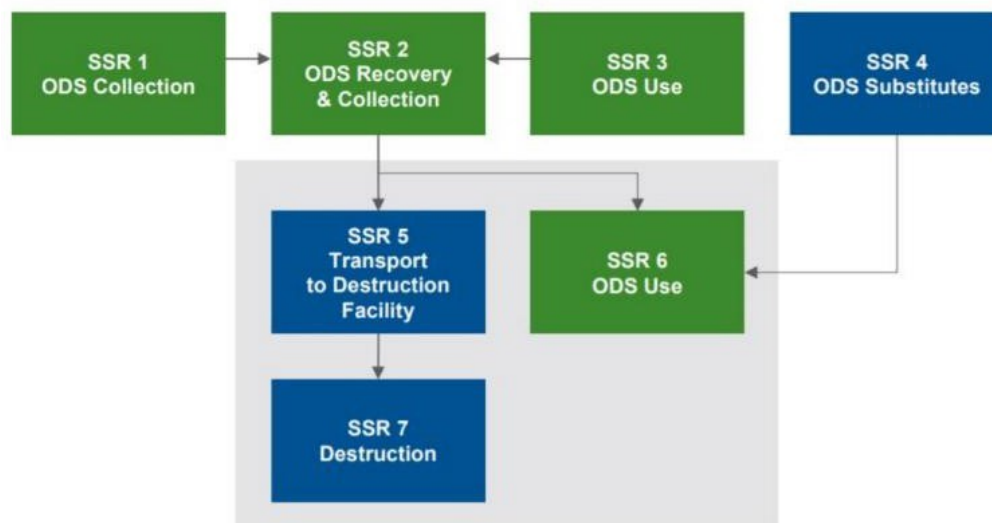 SSR 1
ODS Collection
SSR 2
ODS Recovery
& Collection
SSR 3
ODS Use
SSR 4
ODS Substitutes
SSR 5
Transport
to Destruction
Facility
SSR 6
ODS Use
SSR 7
Destruction